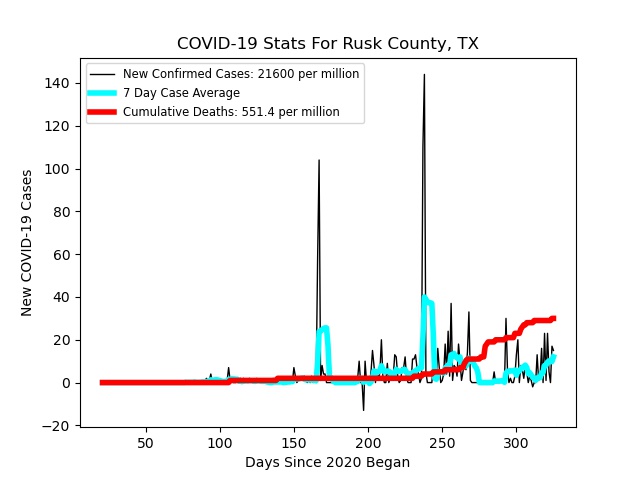 COVID-19 Stats For Rusk County, TX
New Confirmed Cases: 21600 per million
7 Day Case Average
Cumulative Deaths: 551.4 per million
New COVID-19 Cases
140
120
100
80
60
40
20
0
−20
50 100 150 200 250 300
Days Since 2020 Began